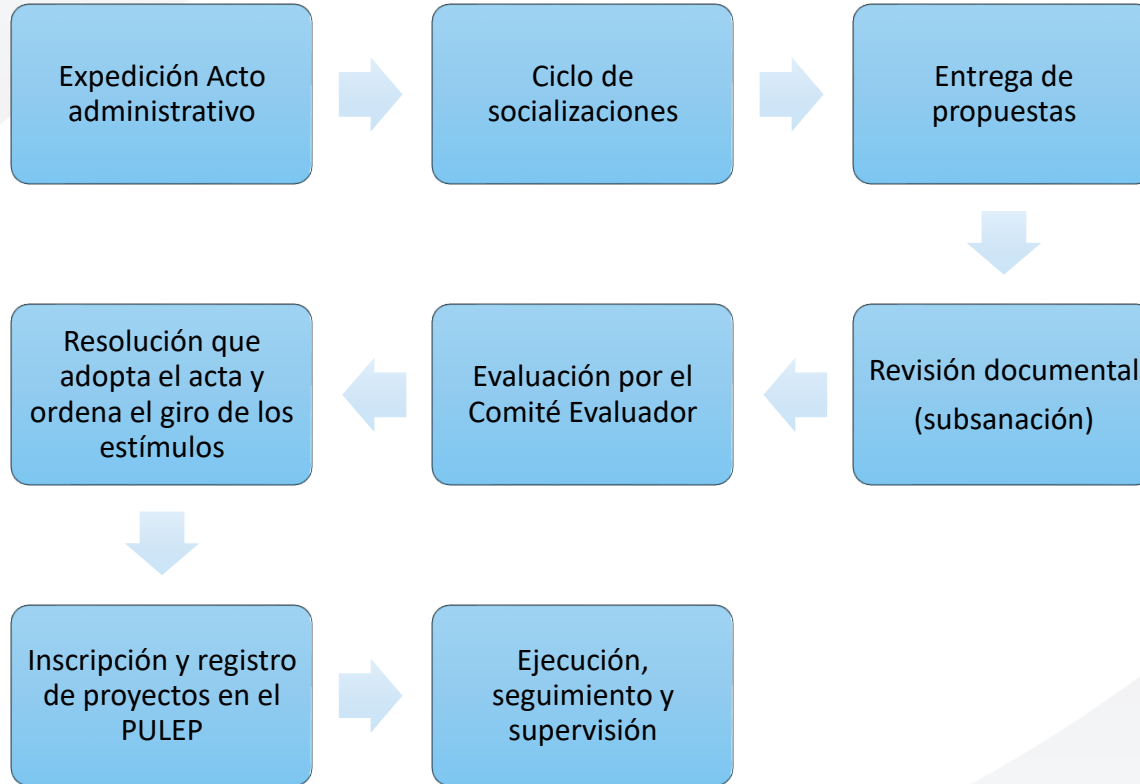 Expedición Acto
administrativo
Ciclo de
socializaciones
Entrega de
propuestas
Revisión documental
(subsanación)
Evaluación por el
Comité Evaluador
Resolución que
adopta el acta y
ordena el giro de los
estímulos
Inscripción y registro
de proyectos en el
PULEP
Ejecución,
seguimiento y
supervisión